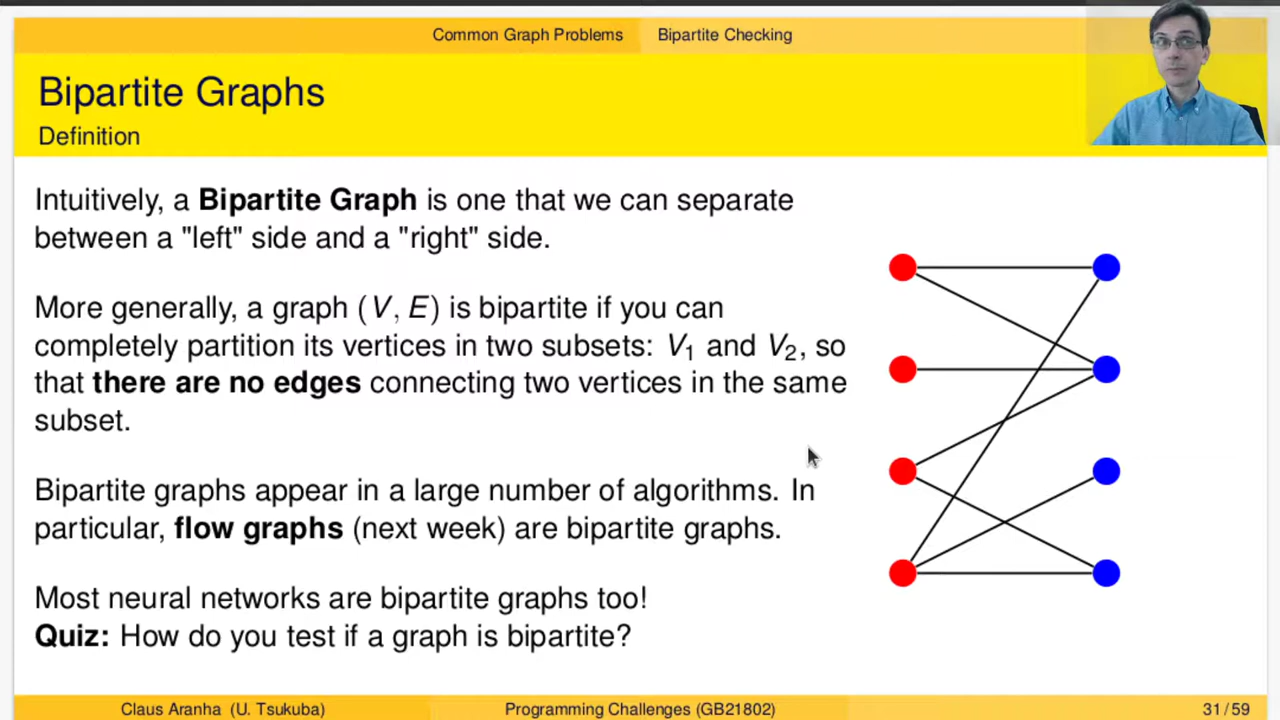 Common Graph Problems Bipartite Checking
Bipartite Graphs
Definition
Intuitively, a Bipartite Graph is one that we can separate
between a "left" side and a "right" side.
More generally, a graph (V, E) is bipartite if you can
completely partition its vertices in two subsets: V₁ and V₂, so
that there are no edges connecting two vertices in the same
subset.
Bipartite graphs appear in a large number of algorithms. In
particular, flow graphs (next week) are bipartite graphs.
Most neural networks are bipartite graphs too!
Quiz: How do you test if a graph is bipartite?
Claus Aranha (U. Tsukuba) Programming Challenges (GB21802) 31 / 59